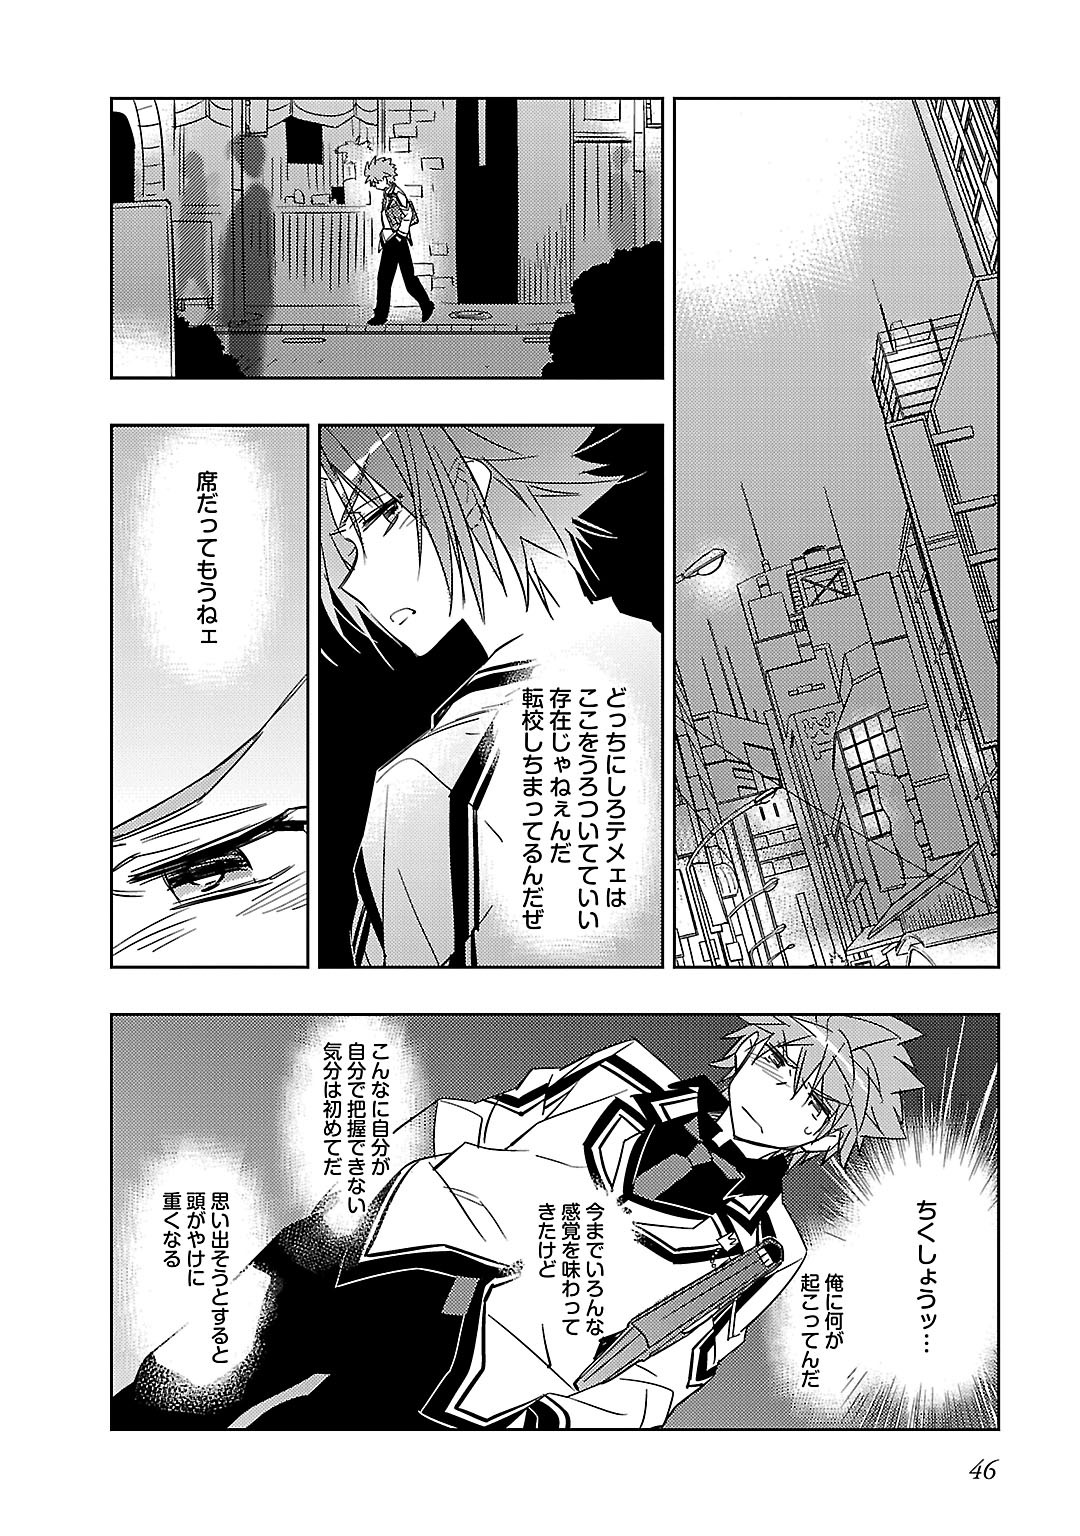 どっちにしろテメェは
ここをうろついてていい
存在じゃねぇんだ
転校しちまってるんだぜ
席だってもうねェ
ちくしょうッ…
俺に何が
起こってんだ
今までいろんな
感覚を味わって
きたけど
こんなに自分が
自分で把握できない
気分は初めてだ
思い出そうとすると
頭がやけに
重くなる
46